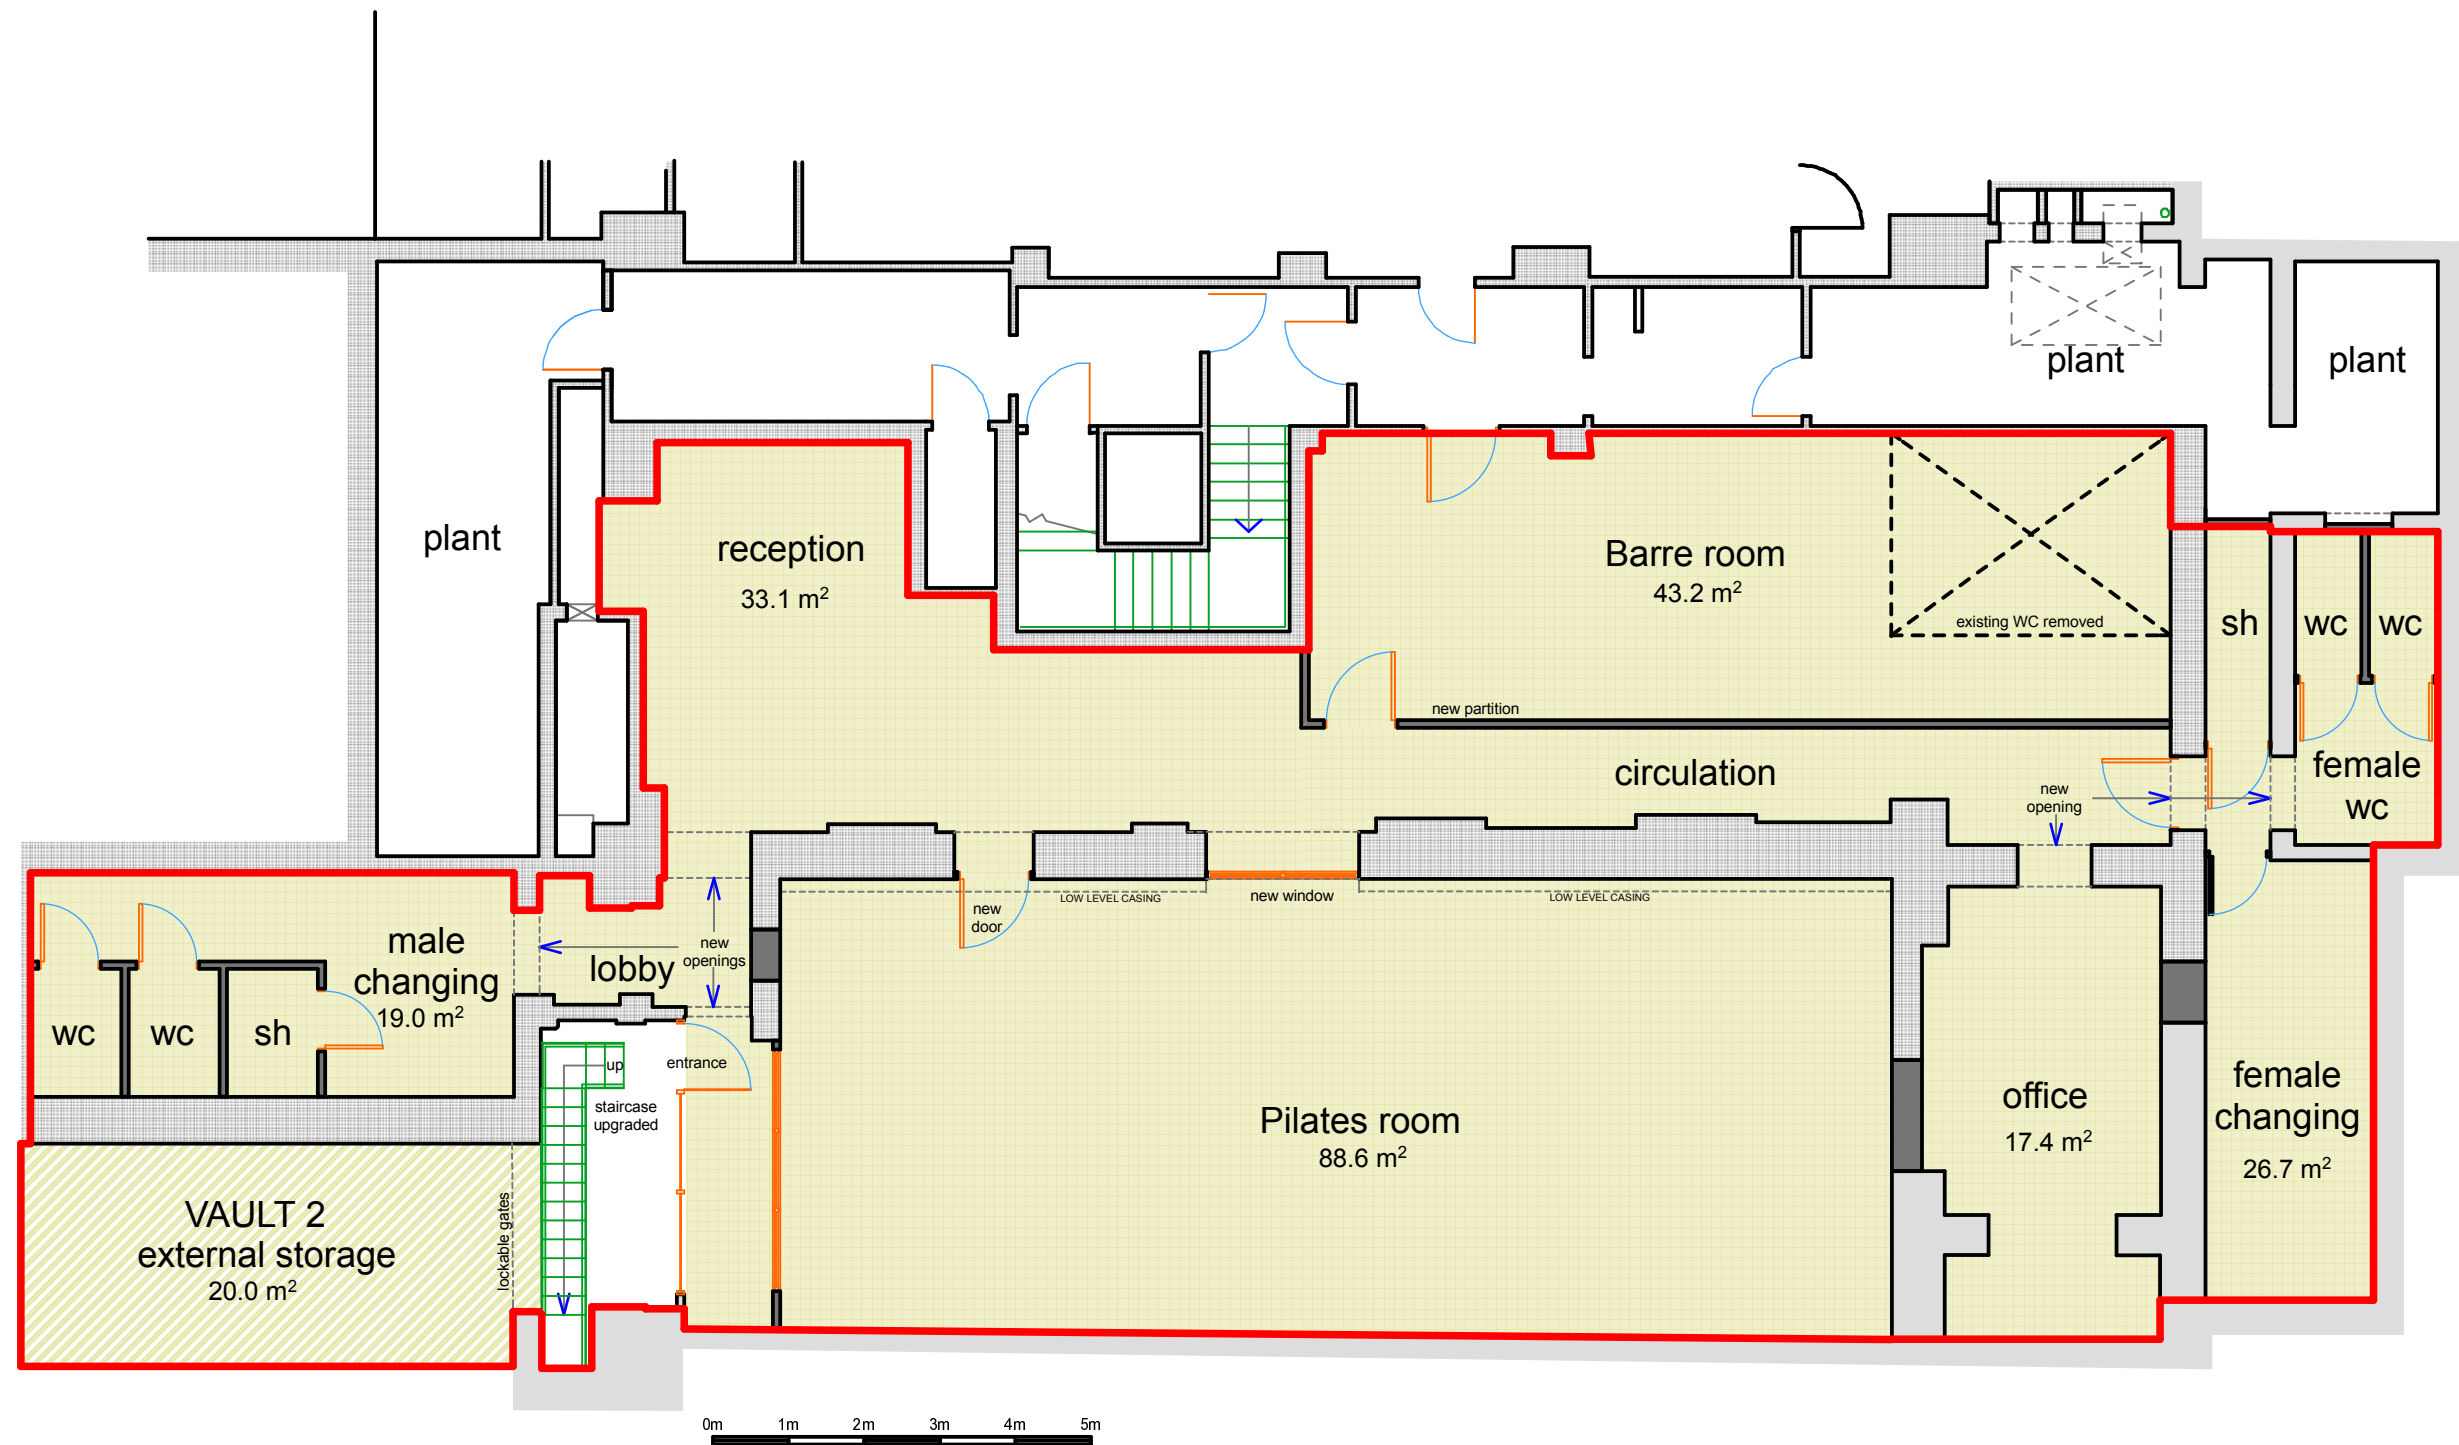 plant
plant
plant
reception
33.1 m²
Barre room
43.2 m²
existing WC removed
sh
wc
wc
new partition
circulation
female
wc
new
opening
LOW LEVEL CASING
new window
LOW LEVEL CASING
new
door
male
changing
19.0 m²
lobby
new
openings
wc
wc
sh
up
entrance
staircase
upgraded
Pilates room
88.6 m²
office
17.4 m²
female
changing
26.7 m²
VAULT 2
external storage
20.0 m²
lockable gates
0m 1m 2m 3m 4m 5m